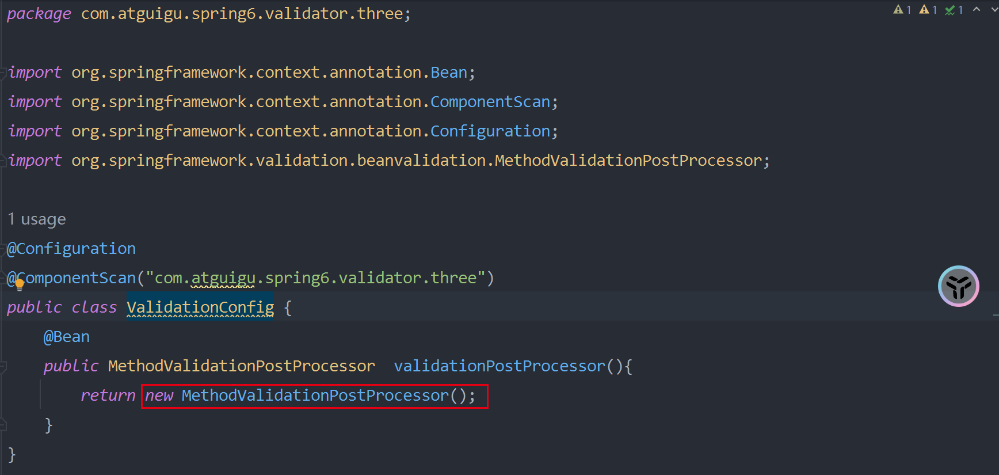 package com.atguigu.spring6.validator.three;
1 1 1
import org.springframework.context.annotation.Bean;
import org.springframework.context.annotation.ComponentScan;
import org.springframework.context.annotation.Configuration;
import org.springframework.validation.beanvalidation.MethodValidationPostProcessor;
1 usage
@Configuration
@ComponentScan("com.atguigu.spring6.validator.three")
public class ValidationConfig {
@Bean
public MethodValidationPostProcessor validationPostProcessor(){
return new MethodValidationPostProcessor();
}
}